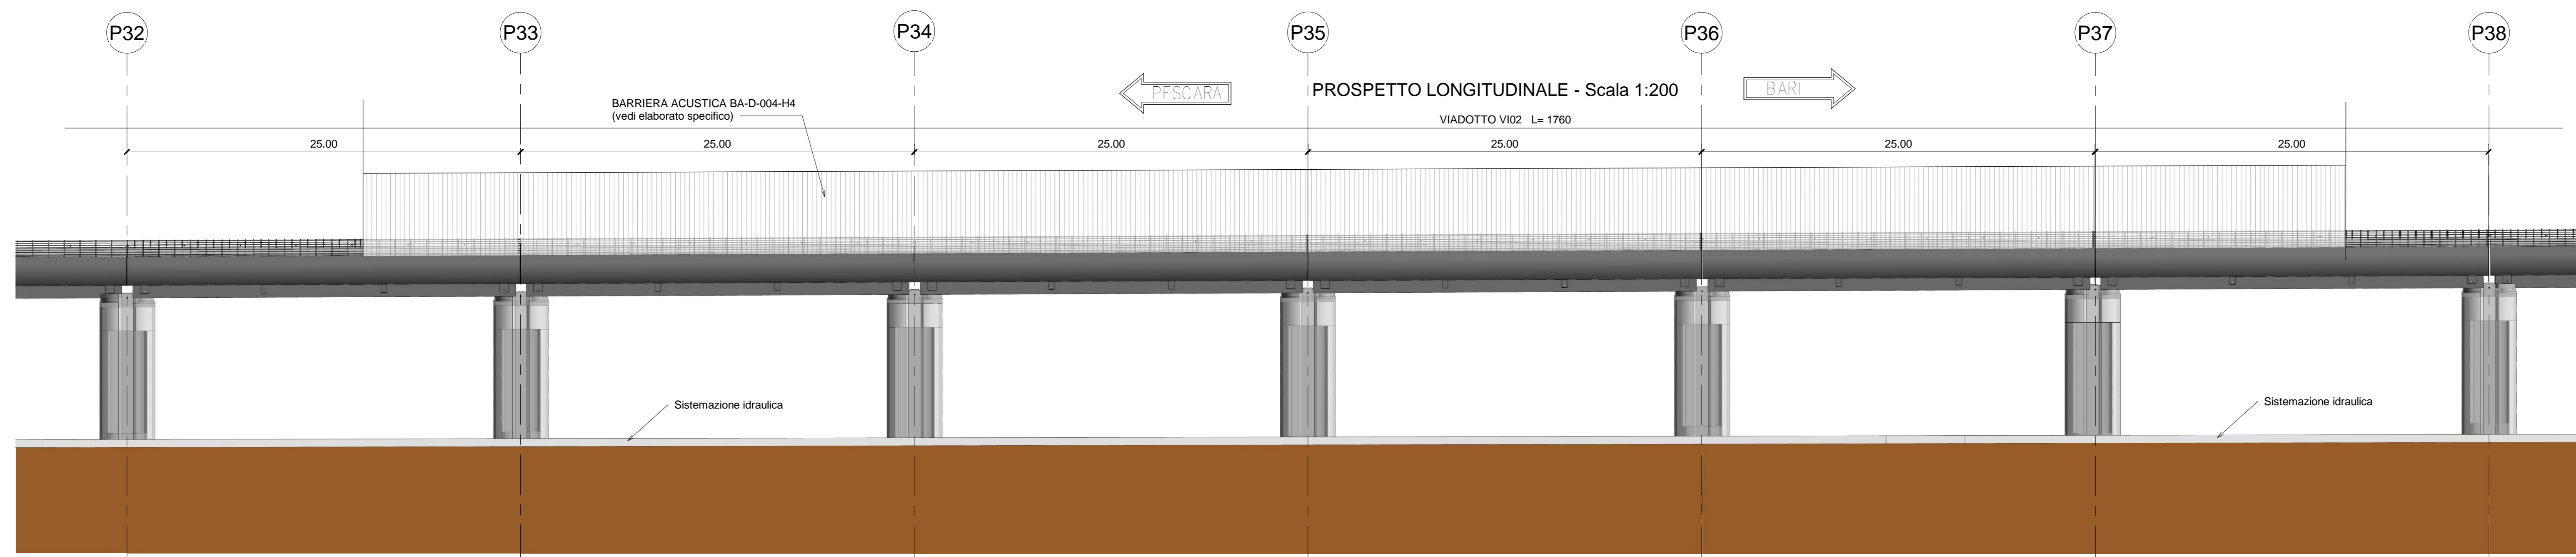 P32
P33
P34
P35
P36
P37
P38
PESCARA
PROSPETTO LONGITUDINALE - Scala 1:200
BARI
BARRIERA ACUSTICA BA-D-004-H4
(vedi elaborato specifico)
VIADOTTO VI02 L= 1760
25.00
25.00
25.00
25.00
25.00
25.00
Sistemazione idraulica
Sistemazione idraulica